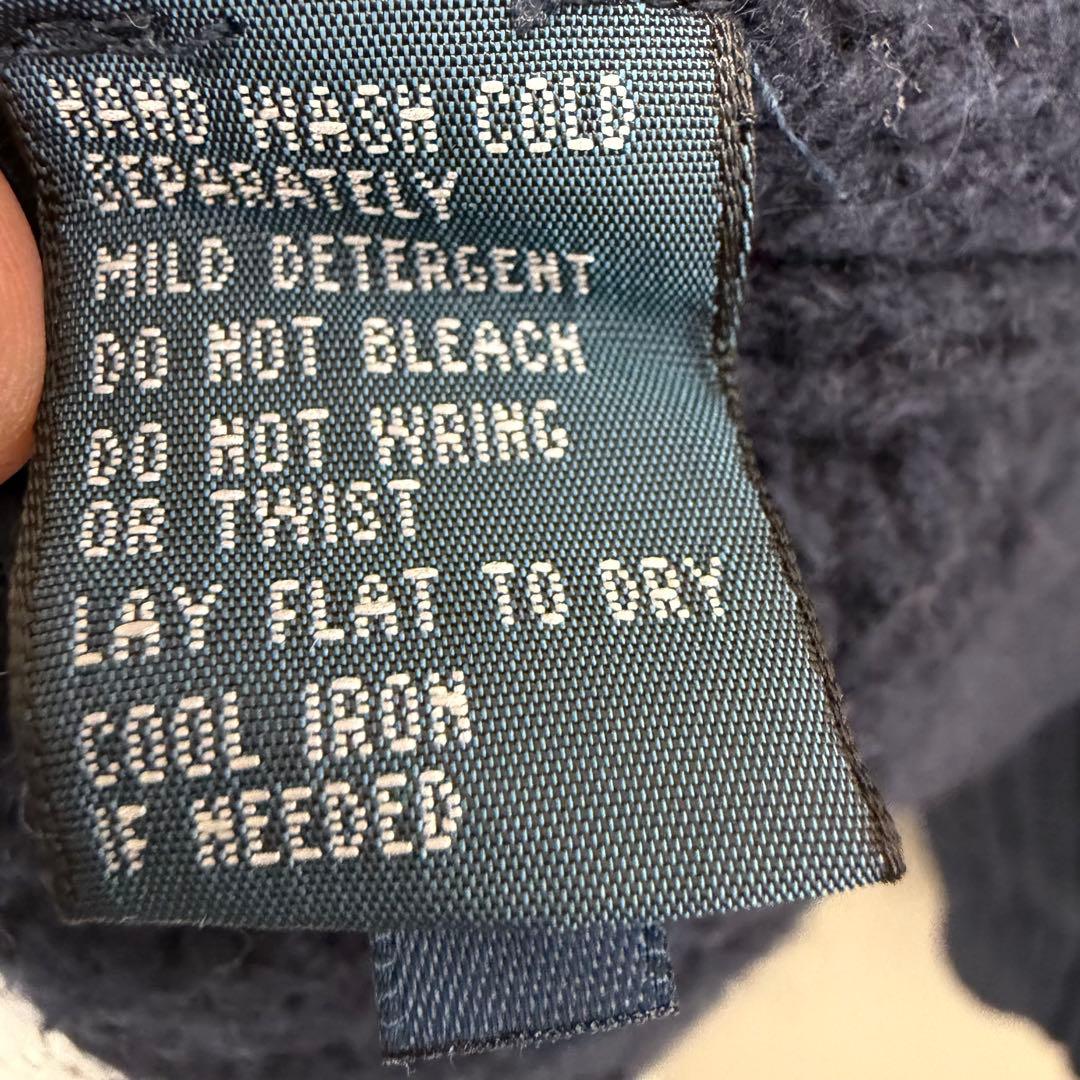 HAND WASH COLD
SEPARATELY
MILD DETERGENT
DO NOT BLEACH
DO NOT WRING
OR TWIST
LAY FLAT TO DRY
COOL IRON
IF NEEDED